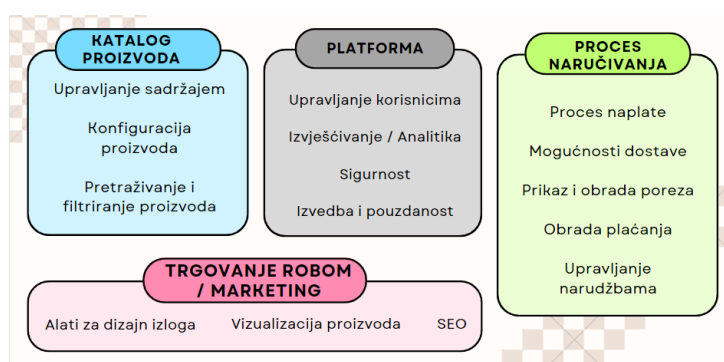 KATALOG
PROIZVODA
Upravljanje sadržajem
Konfiguracija
proizvoda
Pretraživanje i
filtriranje proizvoda
PLATFORMA
Upravljanje korisnicima
Izvješćivanje / Analitika
Sigurnost
Izvedba i pouzdanost
PROCES
NARUČIVANJA
Proces naplate
Mogućnosti dostave
Prikaz i obrada poreza
Obrada plaćanja
Upravljanje
narudžbama
TRGOVANJE ROBOM
/ MARKETING
Alati za dizajn izloga
Vizualizacija proizvoda
SEO